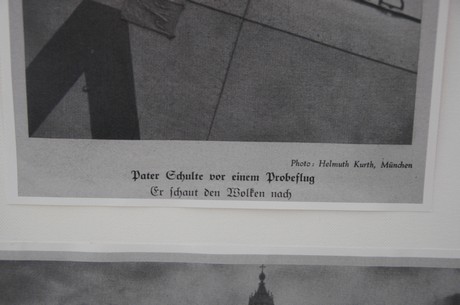 Photo: Helmuth Kurth, München
Pater Schulte vor einem Probeflug
Er schaut den Wolken nach